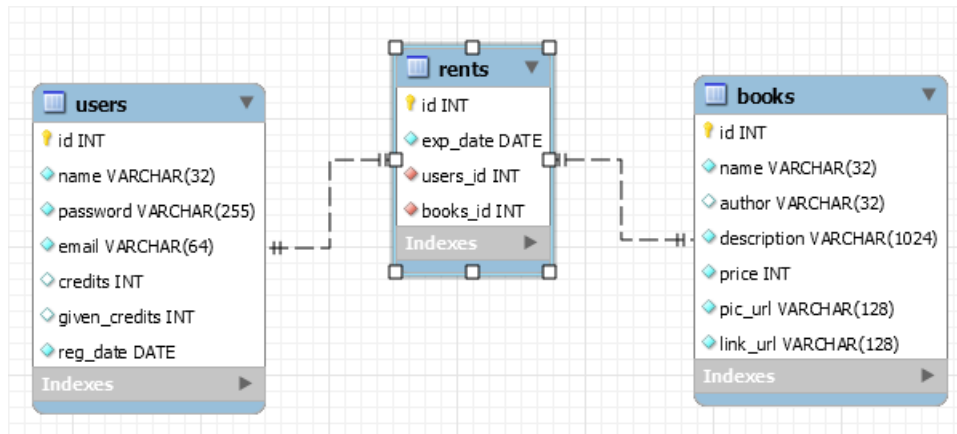 users
id INT
name VARCHAR(32)
password VARCHAR(255)
email VARCHAR(64)
credits INT
given_credits INT
reg_date DATE
Indexes
rents
id INT
exp_date DATE
users_id INT
books_id INT
Indexes
books
id INT
name VARCHAR(32)
author VARCHAR(32)
description VARCHAR(1024)
price INT
pic_url VARCHAR(128)
link_url VARCHAR(128)
Indexes